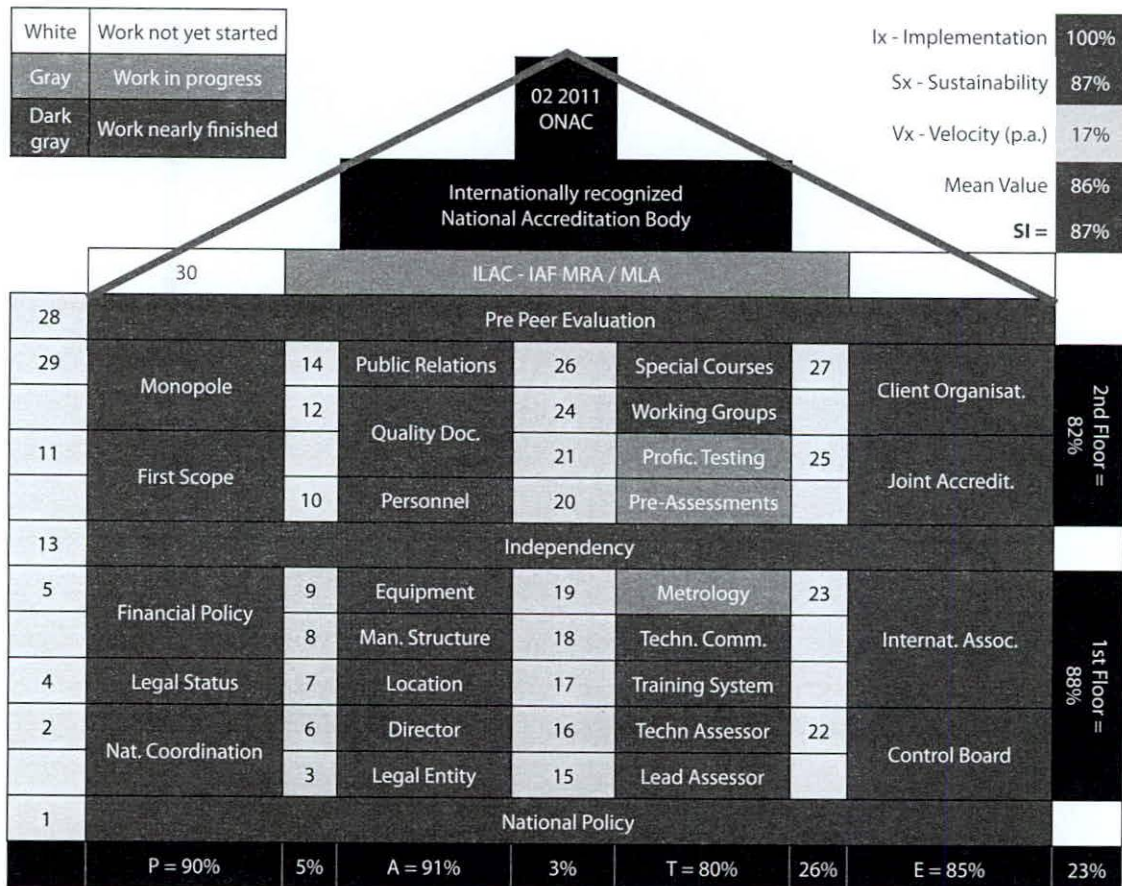 White Work not yet started
Gray Work in progress
Dark gray Work nearly finished
Ix - Implementation 100%
Sx - Sustainability 87%
Vx - Velocity (p.a.) 17%
Mean Value 86%
SI = 87%
02 2011
ONAC
Internationally recognized
National Accreditation Body
30 ILAC - IAF MRA / MLA
28 Pre Peer Evaluation
29 Monopole 14 Public Relations 26 Special Courses 27 Client Organisat.
12 Quality Doc. 24 Working Groups
11 First Scope 21 Profic. Testing 25 Joint Accredit.
10 Personnel 20 Pre-Assessments
2nd Floor =
82%
13 Independency
5 Financial Policy 9 Equipment 19 Metrology 23 Internat. Assoc.
8 Man. Structure 18 Techn. Comm.
4 Legal Status 7 Location 17 Training System
2 Nat. Coordination 6 Director 16 Techn Assessor 22 Control Board
3 Legal Entity 15 Lead Assessor
1st Floor =
88%
1 National Policy
P = 90% 5% A = 91% 3% T = 80% 26% E = 85% 23%